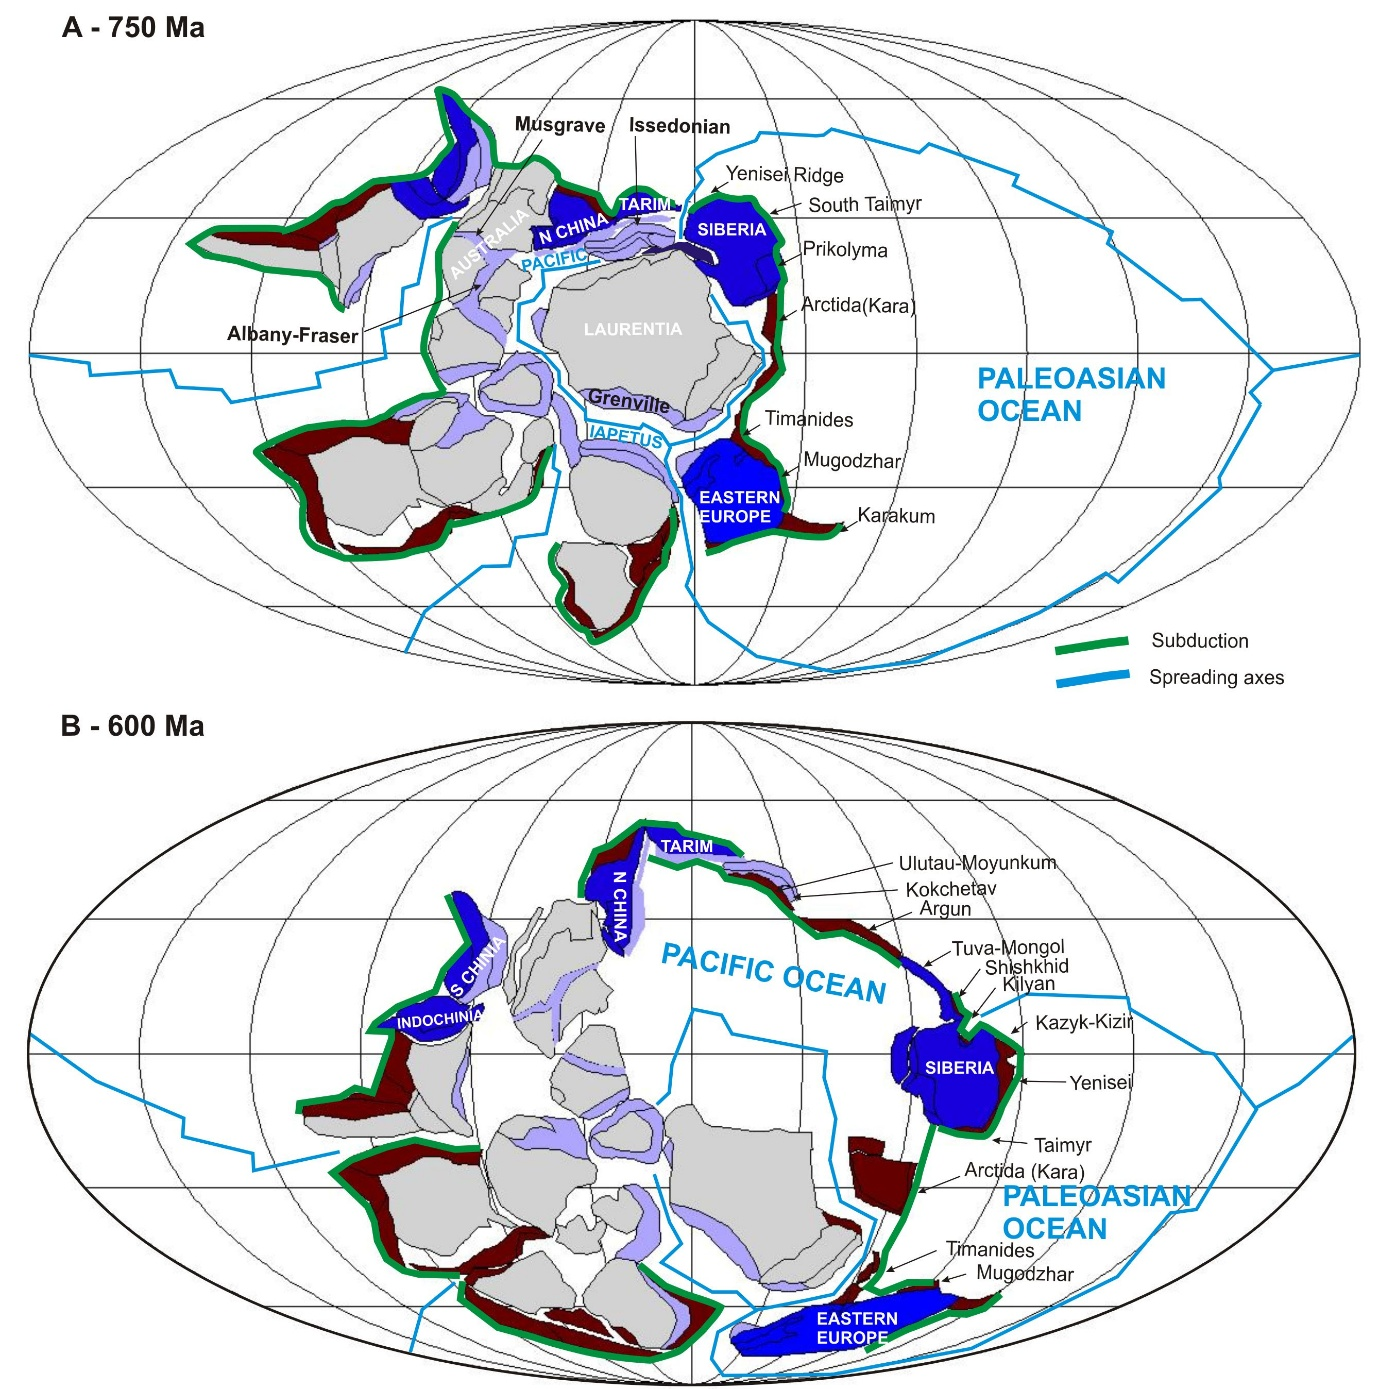 A - 750 Ma
Musgrave
Issedonian
Yenisei Ridge
South Taimyr
TARIM
N CHINA
SIBERIA
AUSTRALIA
PACIFIC
Prikolyma
Arctida(Kara)
Albany-Fraser
LAURENTIA
PALEOASIAN
OCEAN
Grenville
IAPETUS
Timanides
Mugodzhar
EASTERN
EUROPE
Karakum
Subduction
Spreading axes
B - 600 Ma
TARIM
Ulutau-Moyunkum
Kokchetav
Argun
N CHINA
Tuva-Mongol
Shishkhid
Kilyan
S CHINIA
PACIFIC OCEAN
INDOCHINIA
Kazyk-Kizir
SIBERIA
Yenisei
Taimyr
Arctida (Kara)
PALEOASIAN
OCEAN
Timanides
Mugodzhar
EASTERN
EUROPE